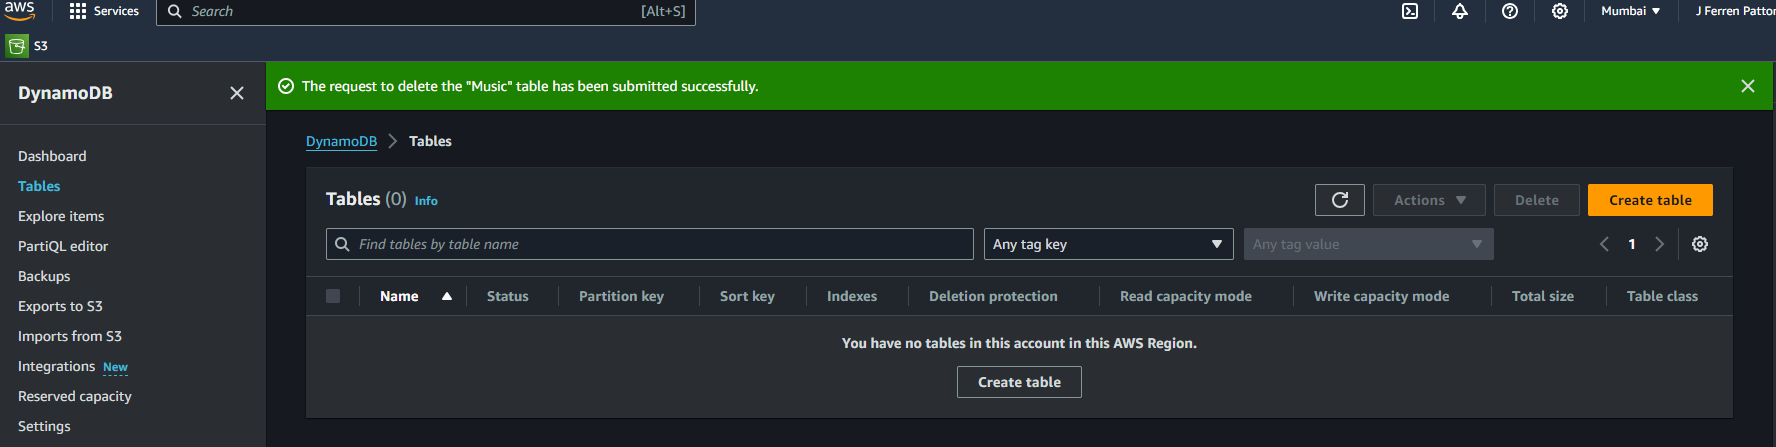 aws Services Search [Alt+S] Mumbai J Ferren Patton
S3
DynamoDB
The request to delete the "Music" table has been submitted successfully.
DynamoDB Tables
Dashboard
Tables
Explore items
PartiQL editor
Backups
Exports to S3
Imports from S3
Integrations New
Reserved capacity
Settings
Tables (0) Info Actions Delete Create table
Find tables by table name Any tag key Any tag value 1
Name Status Partition key Sort key Indexes Deletion protection Read capacity mode Write capacity mode Total size Table class
You have no tables in this account in this AWS Region.
Create table